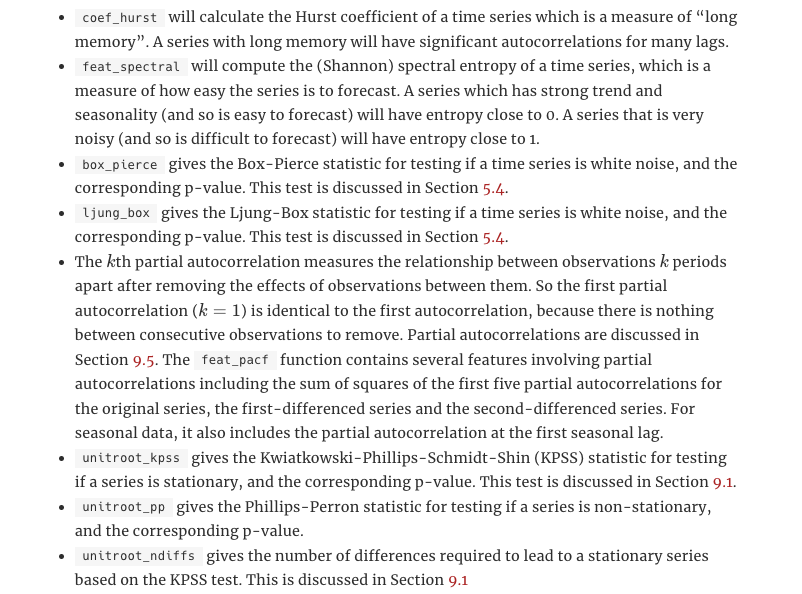 • coef_hurst will calculate the Hurst coefficient of a time series which is a measure of “long
memory”. A series with long memory will have significant autocorrelations for many lags.
• feat_spectral will compute the (Shannon) spectral entropy of a time series, which is a
measure of how easy the series is to forecast. A series which has strong trend and
seasonality (and so is easy to forecast) will have entropy close to 0. A series that is very
noisy (and so is difficult to forecast) will have entropy close to 1.
• box_pierce gives the Box-Pierce statistic for testing if a time series is white noise, and the
corresponding p-value. This test is discussed in Section 5.4.
• ljung_box gives the Ljung-Box statistic for testing if a time series is white noise, and the
corresponding p-value. This test is discussed in Section 5.4.
• The kth partial autocorrelation measures the relationship between observations k periods
apart after removing the effects of observations between them. So the first partial
autocorrelation (k = 1) is identical to the first autocorrelation, because there is nothing
between consecutive observations to remove. Partial autocorrelations are discussed in
Section 9.5. The feat_pacf function contains several features involving partial
autocorrelations including the sum of squares of the first five partial autocorrelations for
the original series, the first-differenced series and the second-differenced series. For
seasonal data, it also includes the partial autocorrelation at the first seasonal lag.
• unitroot_kpss gives the Kwiatkowski-Phillips-Schmidt-Shin (KPSS) statistic for testing
if a series is stationary, and the corresponding p-value. This test is discussed in Section 9.1.
• unitroot_pp gives the Phillips-Perron statistic for testing if a series is non-stationary,
and the corresponding p-value.
• unitroot_ndiffs gives the number of differences required to lead to a stationary series
based on the KPSS test. This is discussed in Section 9.1